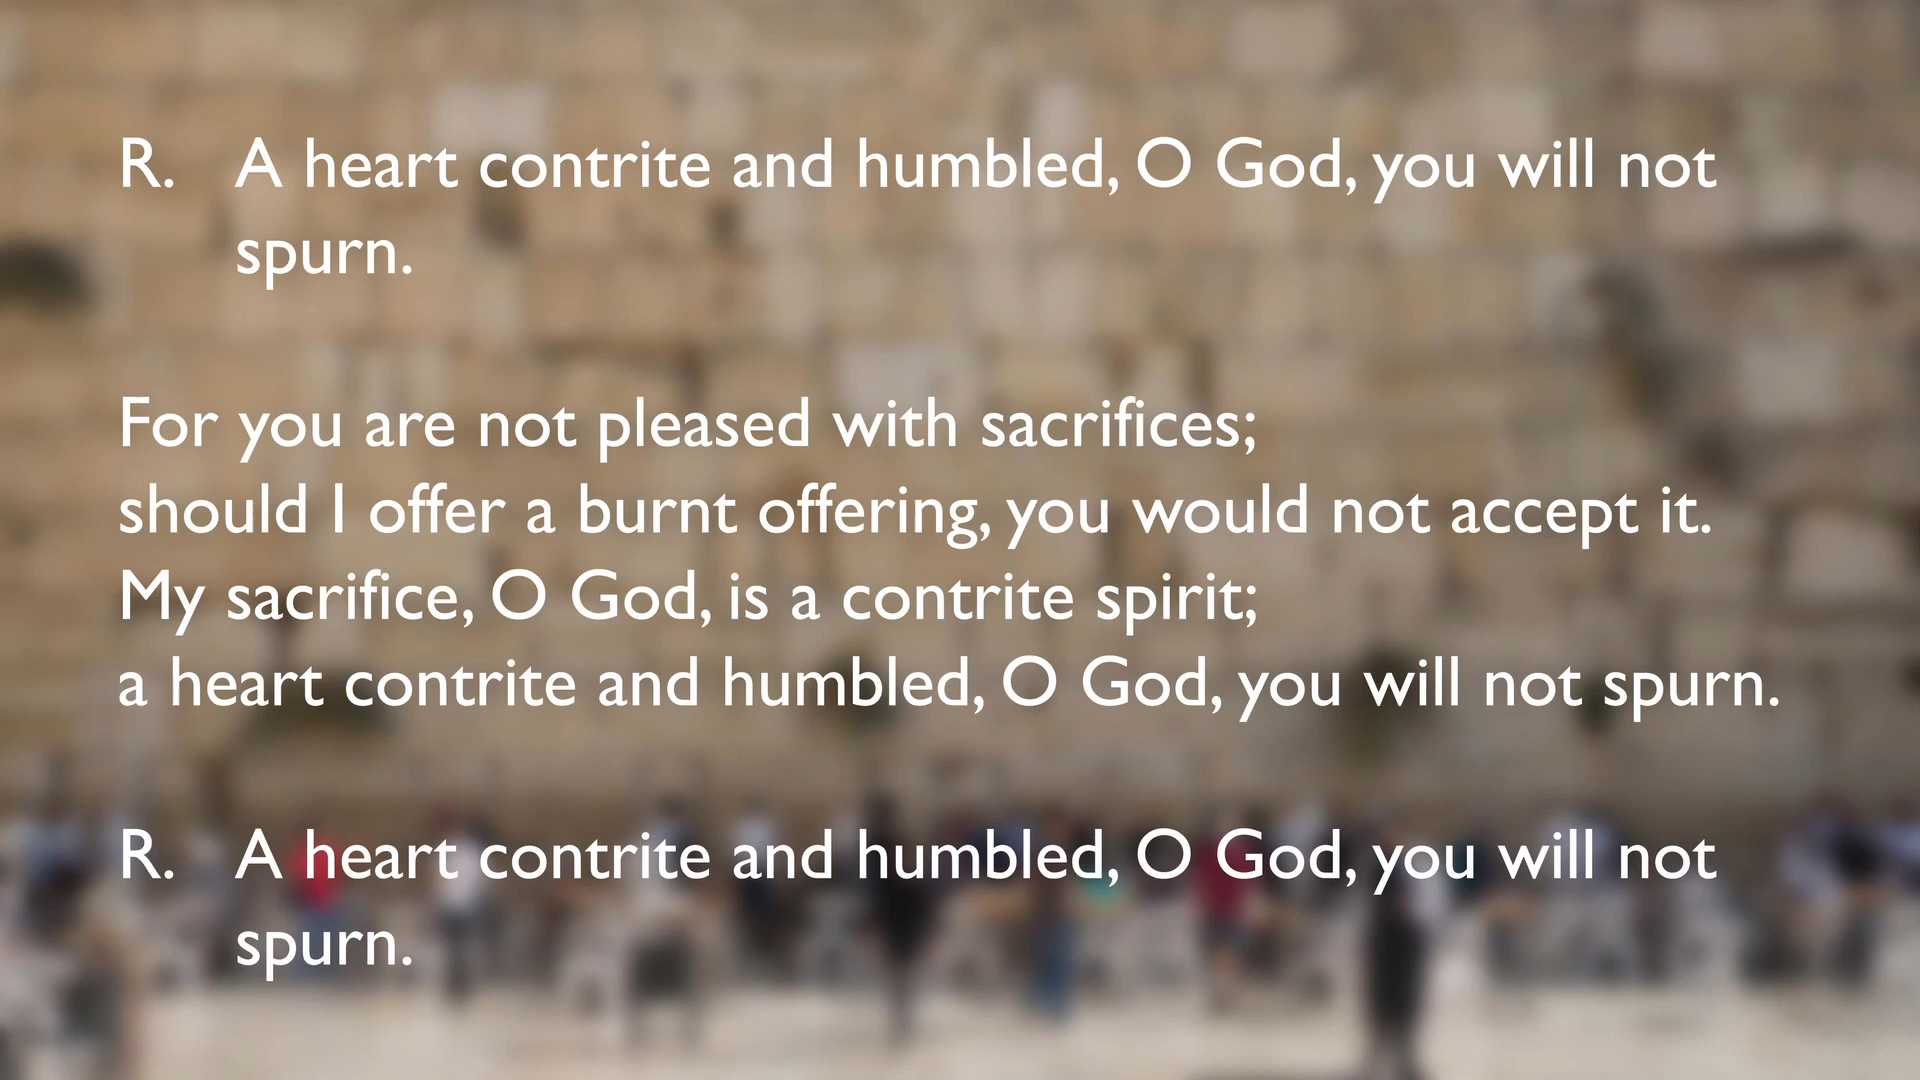 R. A heart contrite and humbled, O God, you will not
spurn.
For you are not pleased with sacrifices;
should I offer a burnt offering, you would not accept it.
My sacrifice, O God, is a contrite spirit;
a heart contrite and humbled, O God, you will not spurn.
R. A heart contrite and humbled, O God, you will not
spurn.